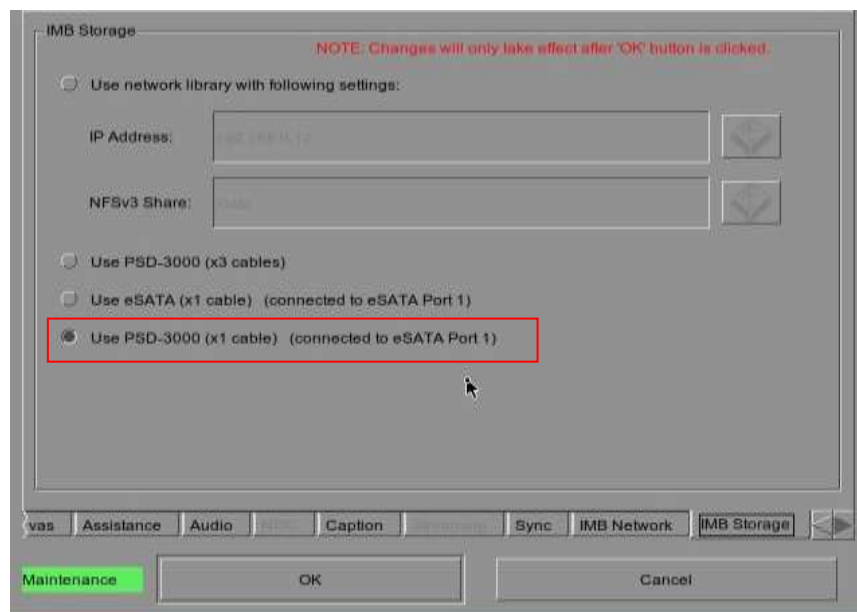 IMB Storage
NOTE: Changes will only take effect after 'OK' button is clicked.
Use network library with following settings:
IP Address:
NFSv3 Share:
Use PSD-3000 (x3 cables)
Use eSATA (x1 cable) (connected to eSATA Port 1)
Use PSD-3000 (x1 cable) (connected to eSATA Port 1)
vas Assistance Audio Caption Sync IMB Network IMB Storage
Maintenance OK Cancel